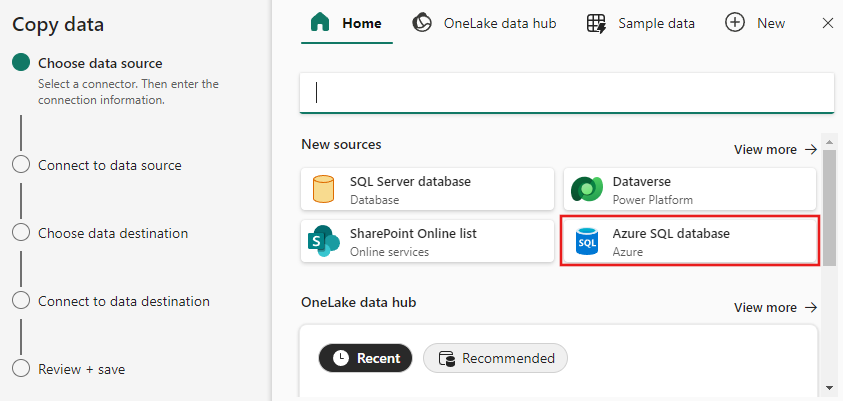 Copy data
Choose data source
Select a connector. Then enter the
connection information.
Connect to data source
Choose data destination
Connect to data destination
Review + save
Home
OneLake data hub
Sample data
New
New sources
View more
SQL Server database
Database
Dataverse
Power Platform
S
SharePoint Online list
Online services
SQL
Azure SQL database
Azure
OneLake data hub
View more
Recent
Recommended